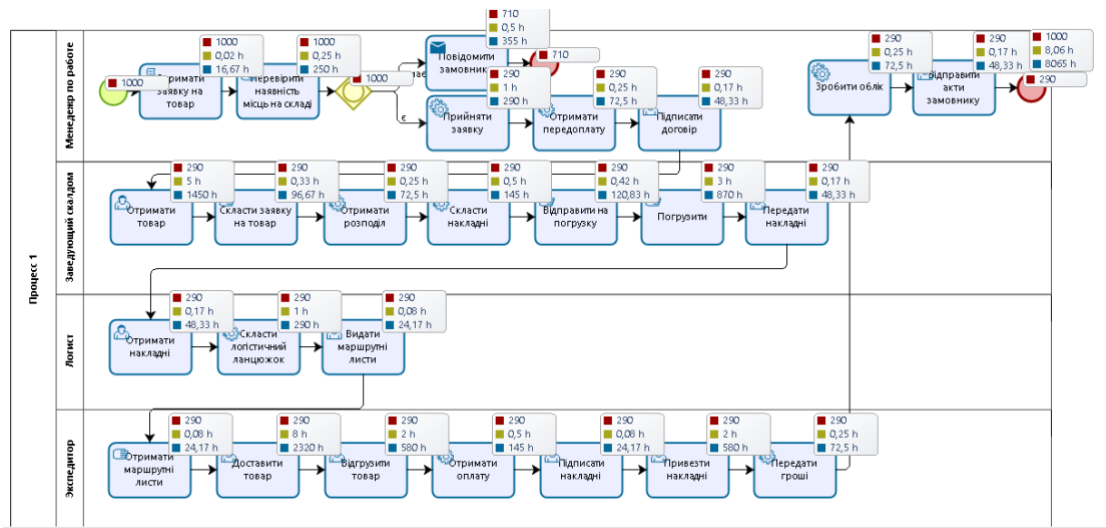 Процесс 1
Менеджер по работе
1000
Отримати
заявку на
товар
1000
0,02 h
16,67 h
Перевірити
наявність
місць на складі
1000
0,25 h
250 h
1000
Повідомити
замовника
710
0,5 h
355 h
710
є
Прийняти
заявку
290
1 h
290 h
Отримати
передоплату
290
0,25 h
72,5 h
Підписати
договір
290
0,17 h
48,33 h
Зробити облік
290
0,25 h
72,5 h
Відправити
акти
замовнику
290
0,17 h
48,33 h
1000
8,06 h
8065 h
290
Заведующий скаладом
Отримати
товар
290
5 h
1450 h
Скласти заявку
на товар
290
0,33 h
96,67 h
Отримати
розподіл
290
0,25 h
72,5 h
Скласти
накладні
290
0,5 h
145 h
Відправити на
погрузку
290
0,42 h
120,83 h
Погрузити
290
3 h
870 h
Передати
накладні
290
0,17 h
48,33 h
Логист
Отримати
накладні
290
0,17 h
48,33 h
Скласти
логістичний
ланцюжок
290
1 h
290 h
Видати
маршрутні
листи
290
0,08 h
24,17 h
Экспедитор
Отримати
маршрутні
листи
290
0,08 h
24,17 h
Доставити
товар
290
8 h
2320 h
Відгрузити
товар
290
2 h
580 h
Отримати
оплату
290
0,5 h
145 h
Підписати
накладні
290
0,08 h
24,17 h
Привезти
накладні
290
2 h
580 h
Передати
гроші
290
0,25 h
72,5 h